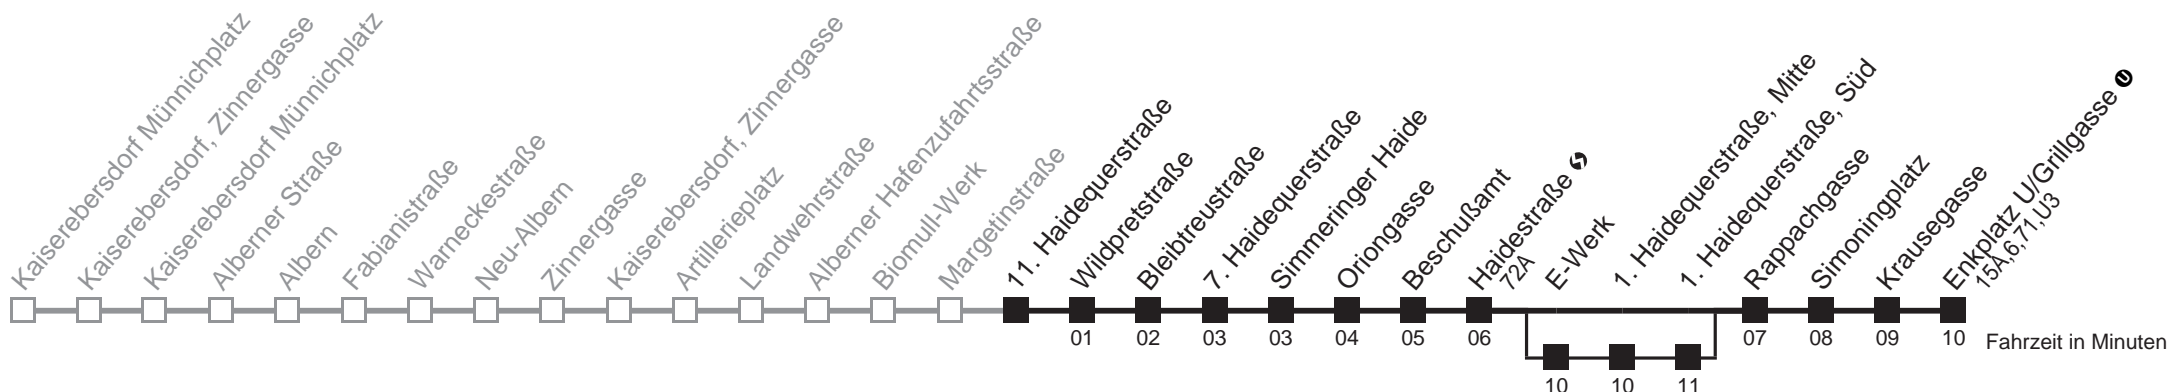 Kaiserebersdorf Münnichplatz
Kaiserebersdorf, Zinnergasse
Kaiserebersdorf Münnichplatz
Alberner Straße
Albern
Fabianistraße
Warneckestraße
Neu-Albern
Zinnergasse
Kaiserebersdorf, Zinnergasse
Artillerieplatz
Landwehrstraße
Alberner Hafenzufahrtsstraße
Biomull-Werk
Margetinstraße
11. Haidequerstraße
Wildpretstraße
Bleibtreustraße
7. Haidequerstraße
Simmeringer Haide
Oriongasse
Beschußamt
Haidestraße
72A
E-Werk
1. Haidequerstraße, Mitte
1. Haidequerstraße, Süd
Rappachgasse
Simoningplatz
Krausegasse
Enkplatz U/Grillgasse U
15A,6,71,U3
01 02 03 03 04 05 06 07 08 09 10 Fahrzeit in Minuten
10 10 11